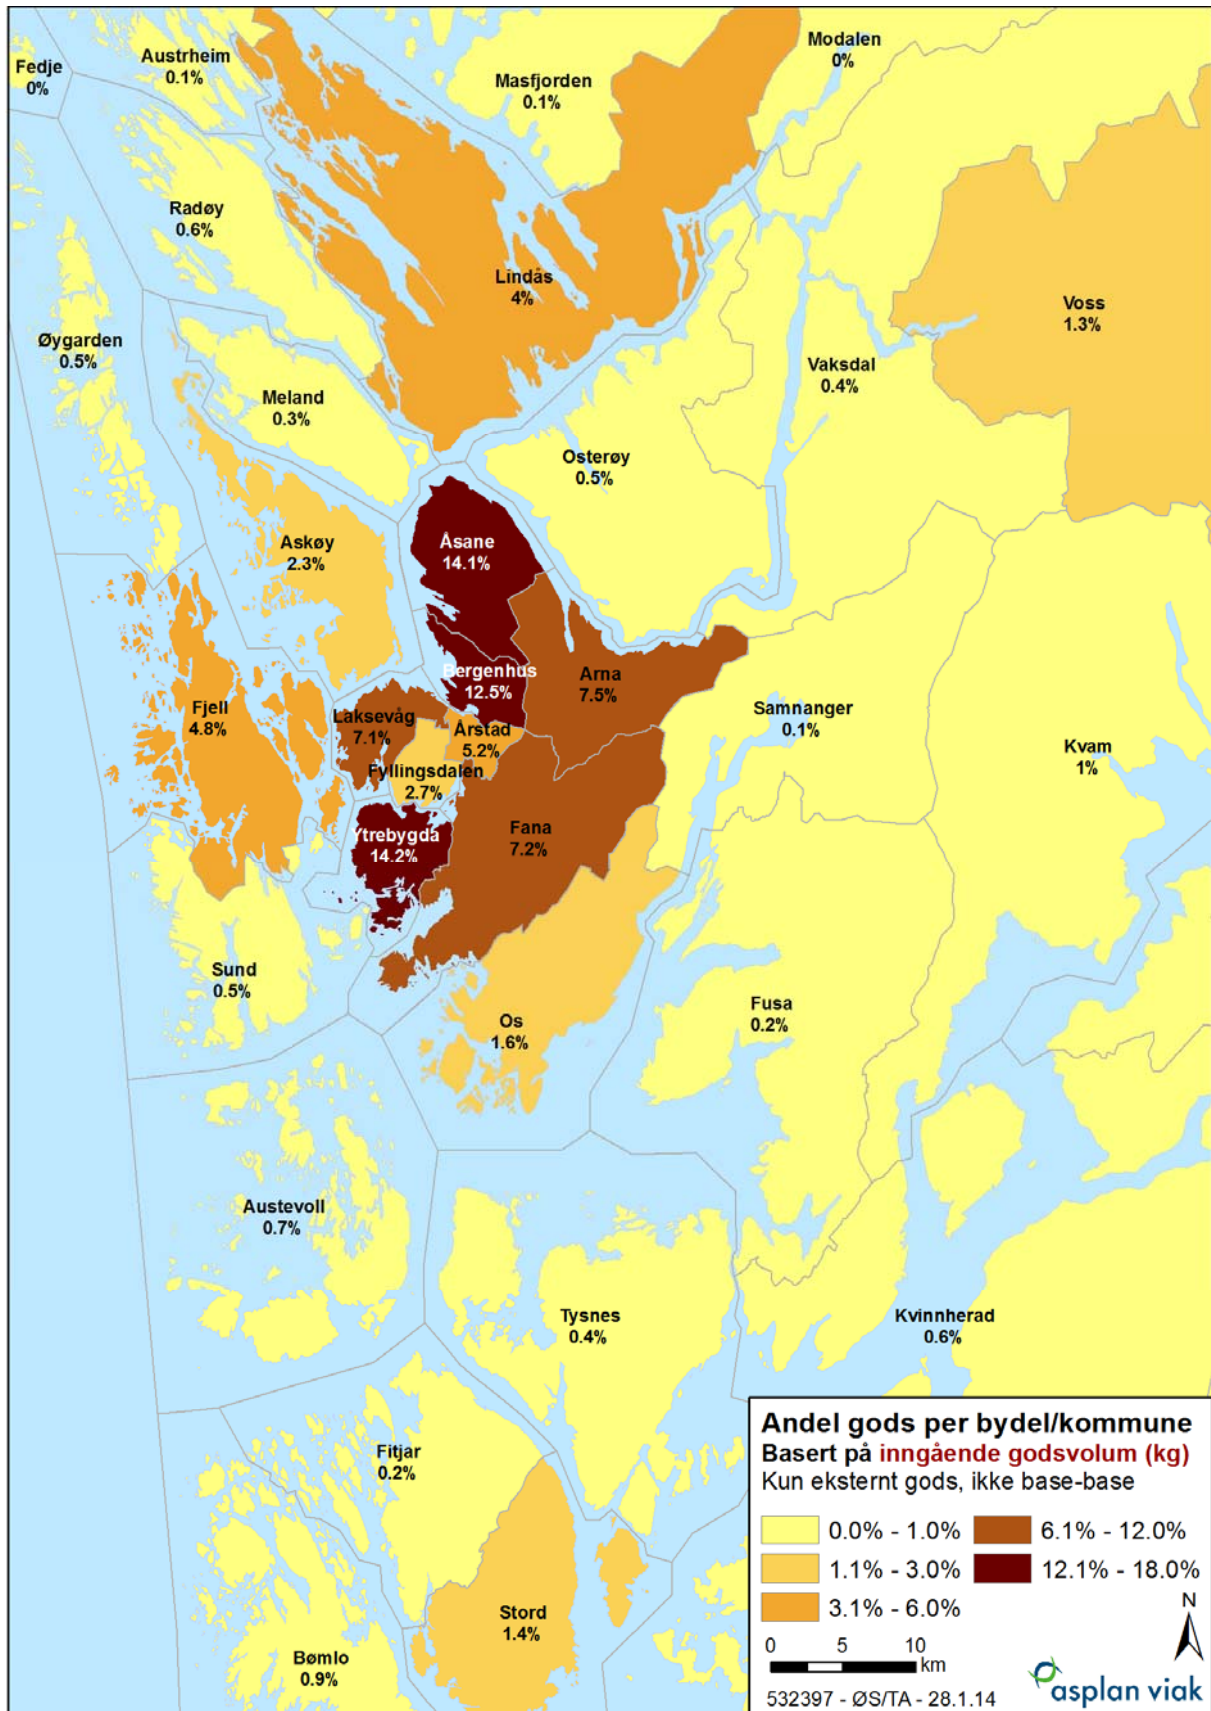 Modalen
0%
Austrheim
0.1%
Fedje
0%
Masfjorden
0.1%
Radøy
0.6%
Lindås
4%
Voss
1.3%
Øygarden
0.5%
Vaksdal
0.4%
Meland
0.3%
Osterøy
0.5%
Askøy
2.3%
Åsane
14.1%
Bergenhus
12.5%
Arna
7.5%
Fjell
4.8%
Laksevåg
7.1%
Årstad
5.2%
Samnanger
0.1%
Kvam
1%
Fyllingsdalen
2.7%
Ytrebygda
14.2%
Fana
7.2%
Sund
0.5%
Os
1.6%
Fusa
0.2%
Austevoll
0.7%
Tysnes
0.4%
Kvinnherad
0.6%
Fitjar
0.2%
Stord
1.4%
Bømlo
0.9%
Andel gods per bydel/kommune
Basert på inngående godsvolum (kg)
Kun eksternt gods, ikke base-base
0.0% - 1.0%
1.1% - 3.0%
3.1% - 6.0%
6.1% - 12.0%
12.1% - 18.0%
N
0 5 10
km
532397 - ØS/TA - 28.1.14
asplan viak